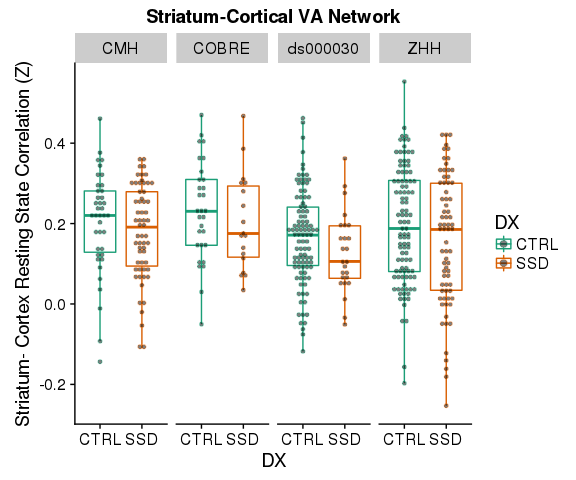 Striatum-Cortical VA Network
CMH COBRE ds000030 ZHH
Striatum- Cortex Resting State Correlation (Z)
0.4
0.2
0.0
-0.2
CTRL SSD CTRL SSD CTRL SSD CTRL SSD
DX
DX
CTRL
SSD